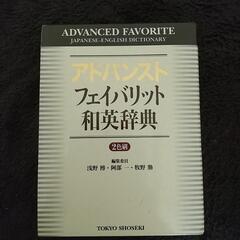 ADVANCED FAVORITE
JAPANESE-ENGLISH DICTIONARY
アドバンスト
フェイバリット
和英辞典
2色刷
編集委員
浅野 博・阿部 一・牧野 勤
TOKYO SHOSEKI